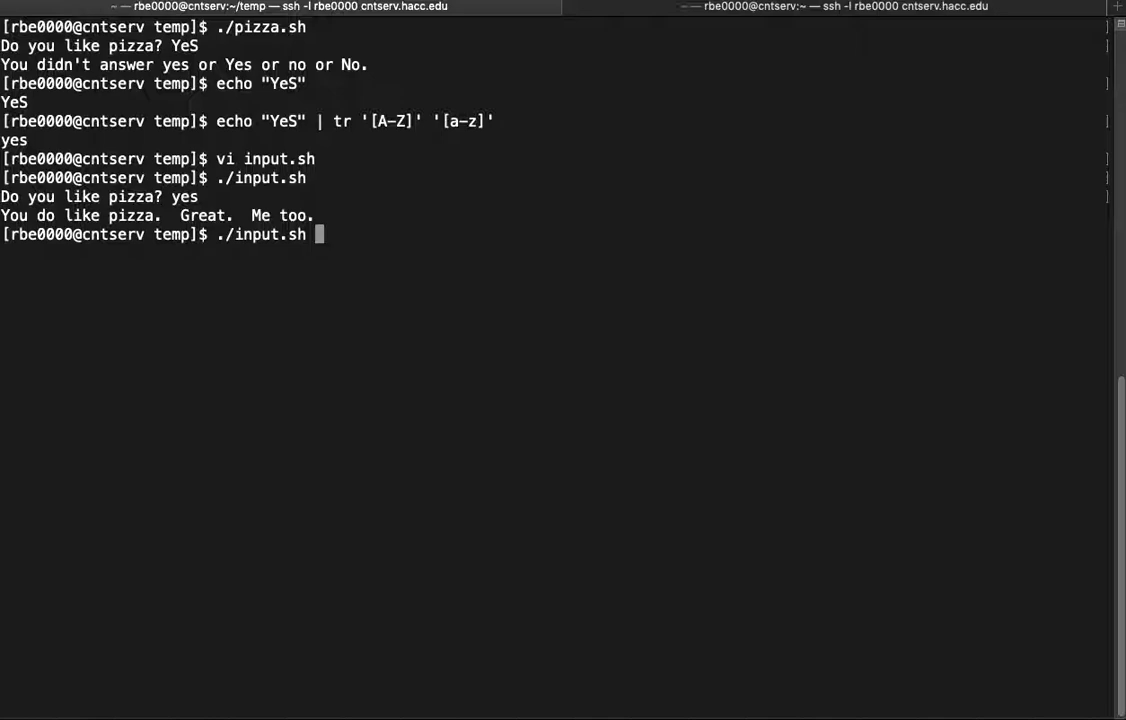 ~ — rbe0000@cntserv:~/temp — ssh -l rbe0000 cntserv.hacc.edu
~ — rbe0000@cntserv:~ — ssh -l rbe0000 cntserv.hacc.edu
[rbe0000@cntserv temp]$ ./pizza.sh
Do you like pizza? YeS
You didn't answer yes or Yes or no or No.
[rbe0000@cntserv temp]$ echo "YeS"
YeS
[rbe0000@cntserv temp]$ echo "YeS" | tr '[A-Z]' '[a-z]'
yes
[rbe0000@cntserv temp]$ vi input.sh
[rbe0000@cntserv temp]$ ./input.sh
Do you like pizza? yes
You do like pizza.  Great.  Me too.
[rbe0000@cntserv temp]$ ./input.sh